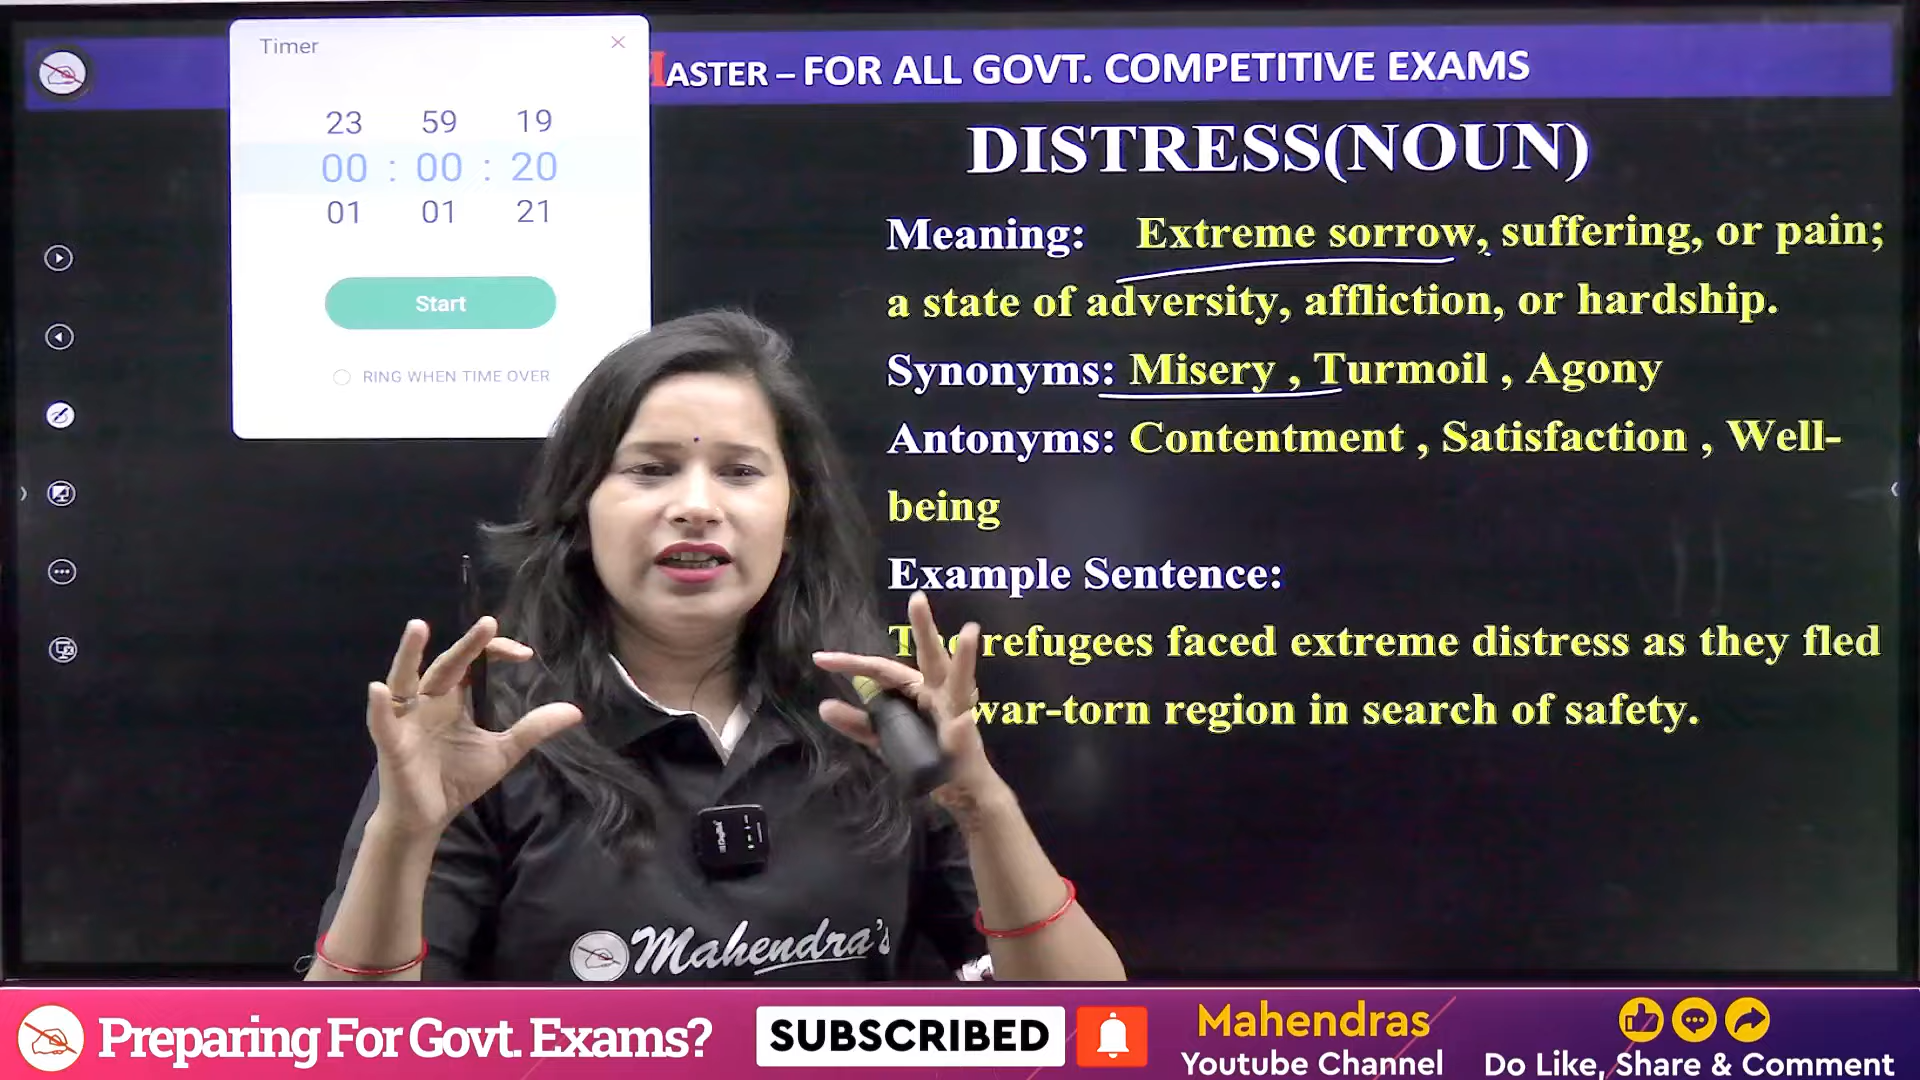 Timer
23 59 19
00 : 00 : 20
01 01 21
Start
RING WHEN TIME OVER
MASTER – FOR ALL GOVT. COMPETITIVE EXAMS
DISTRESS(NOUN)
Meaning: Extreme sorrow, suffering, or pain;
a state of adversity, affliction, or hardship.
Synonyms: Misery , Turmoil , Agony
Antonyms: Contentment , Satisfaction , Well-
being
Example Sentence:
The refugees faced extreme distress as they fled
war-torn region in search of safety.
Mahendra's
Preparing For Govt. Exams?
SUBSCRIBED
Mahendras
Youtube Channel
Do Like, Share & Comment